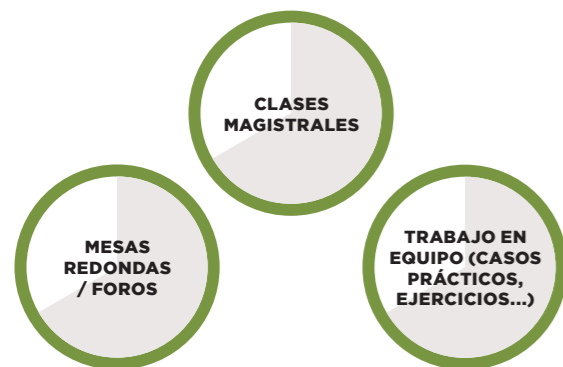 CLASES
MAGISTRALES
MESAS
REDONDAS
/ FOROS
TRABAJO EN
EQUIPO (CASOS
PRÁCTICOS,
EJERCICIOS...)